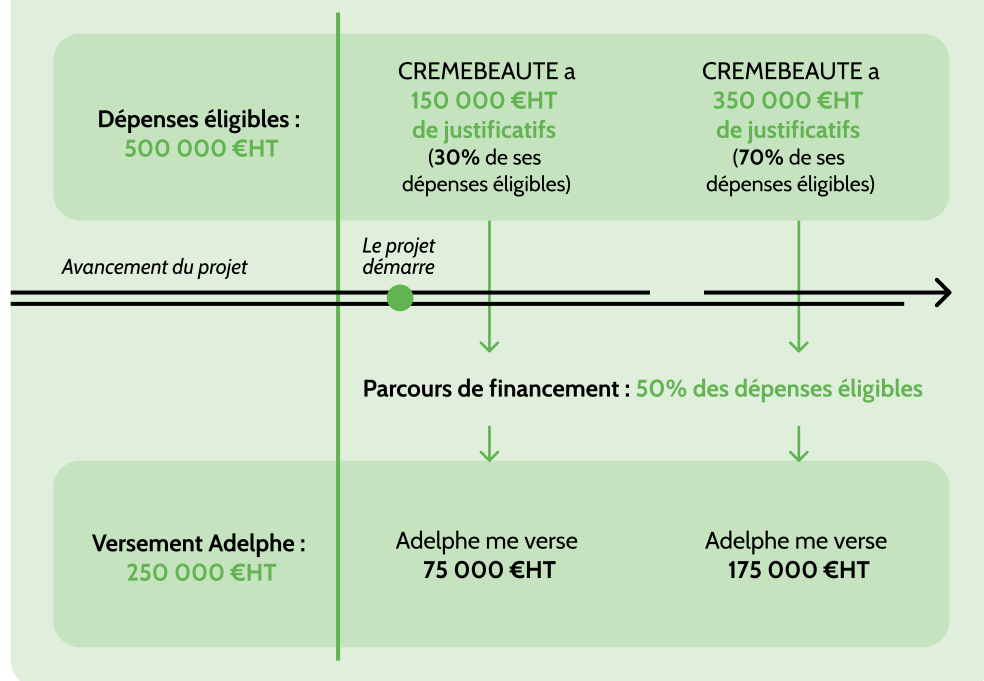 Dépenses éligibles :
500 000 €HT
CREMEBEAUTE a
150 000 €HT
de justificatifs
(30% de ses
dépenses éligibles)
CREMEBEAUTE a
350 000 €HT
de justificatifs
(70% de ses
dépenses éligibles)
Avancement du projet
Le projet
démarre
Parcours de financement : 50% des dépenses éligibles
Versement Adelphe :
250 000 €HT
Adelphe me verse
75 000 €HT
Adelphe me verse
175 000 €HT